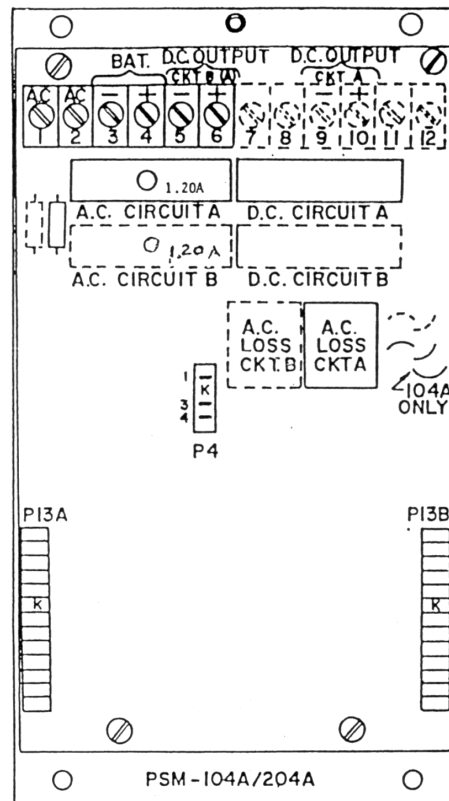 BAT. D.C. OUTPUT D.C. OUTPUT
CKT B (A) CKT A
AC AC - + - + - +
1 2 3 4 5 6 7 8 9 10 11 12
1.20A
A.C. CIRCUIT A D.C. CIRCUIT A
1.20A
A.C. CIRCUIT B D.C. CIRCUIT B
A.C. LOSS CKT.B
A.C. LOSS CKT A
104A ONLY
1
K
3
4
P4
P13A P13B
K K
PSM-104A/204A